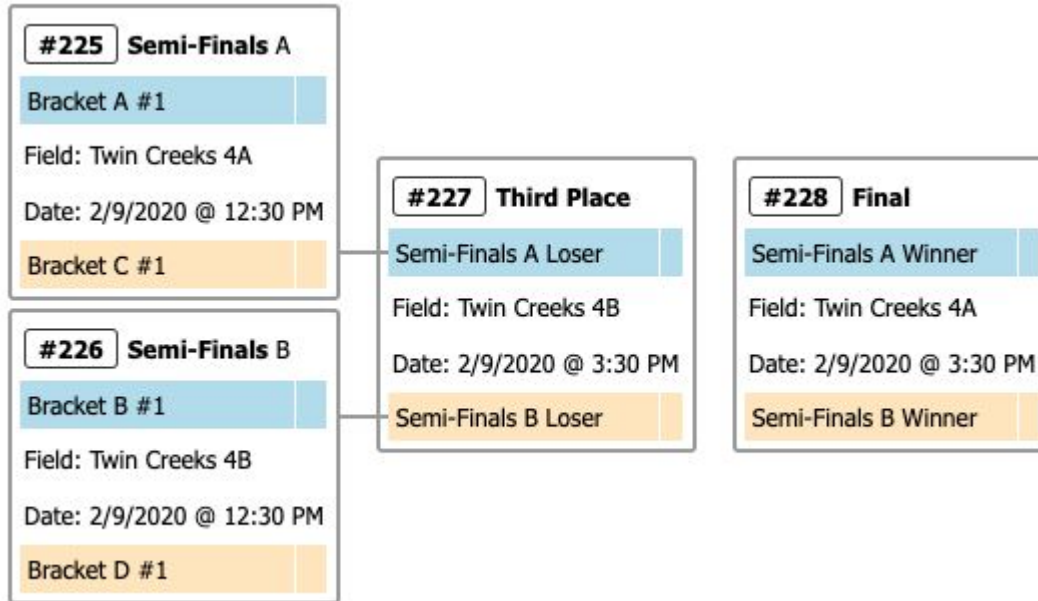 #225 Semi-Finals A
Bracket A #1
Field: Twin Creeks 4A
Date: 2/9/2020 @ 12:30 PM
Bracket C #1
#226 Semi-Finals B
Bracket B #1
Field: Twin Creeks 4B
Date: 2/9/2020 @ 12:30 PM
Bracket D #1
#227 Third Place
Semi-Finals A Loser
Field: Twin Creeks 4B
Date: 2/9/2020 @ 3:30 PM
Semi-Finals B Loser
#228 Final
Semi-Finals A Winner
Field: Twin Creeks 4A
Date: 2/9/2020 @ 3:30 PM
Semi-Finals B Winner